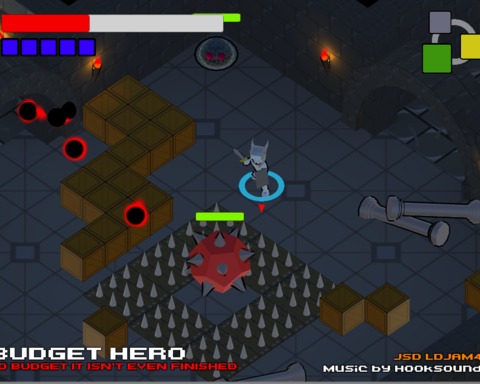 BUDGET HERO
O BUDGET IT ISN'T EVEN FINISHED
JSD LDJAM4
MUSIC BY HOOKSOUND